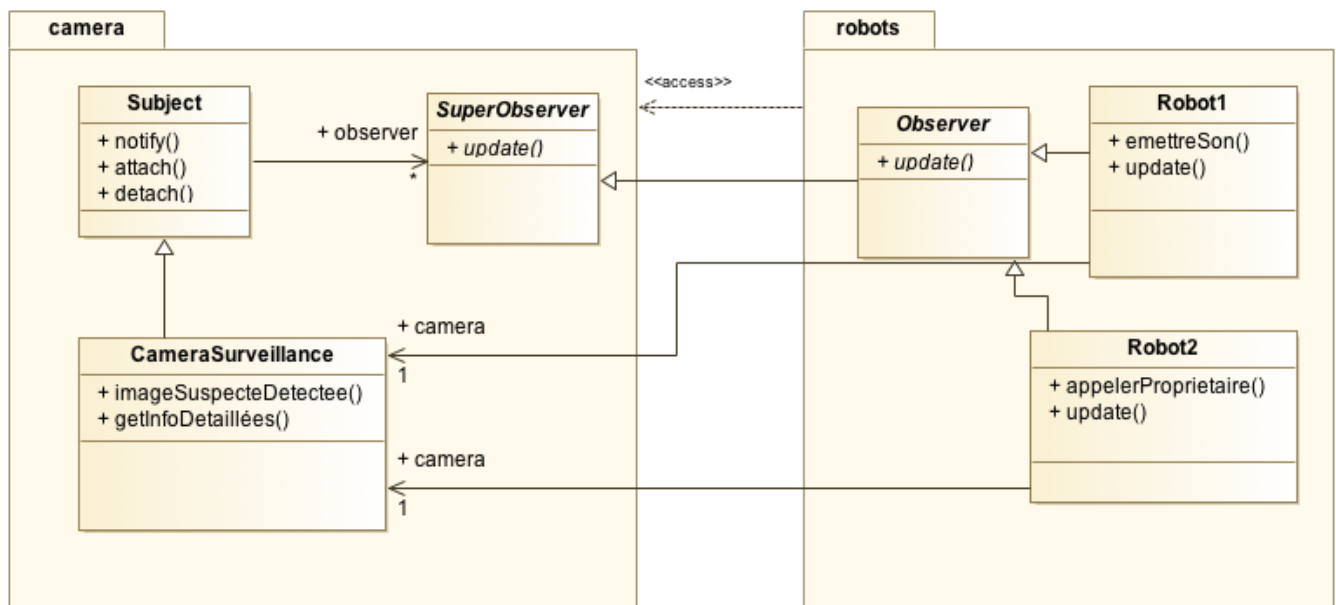 camera
robots
<<access>>
Subject
+ notify()
+ attach()
+ detach()
+ observer
*
SuperObserver
+ update()
Observer
+ update()
Robot1
+ emettreSon()
+ update()
+ camera
1
CameraSurveillance
+ imageSuspecteDetectee()
+ getInfoDetaillées()
Robot2
+ appelerProprietaire()
+ update()
+ camera
1